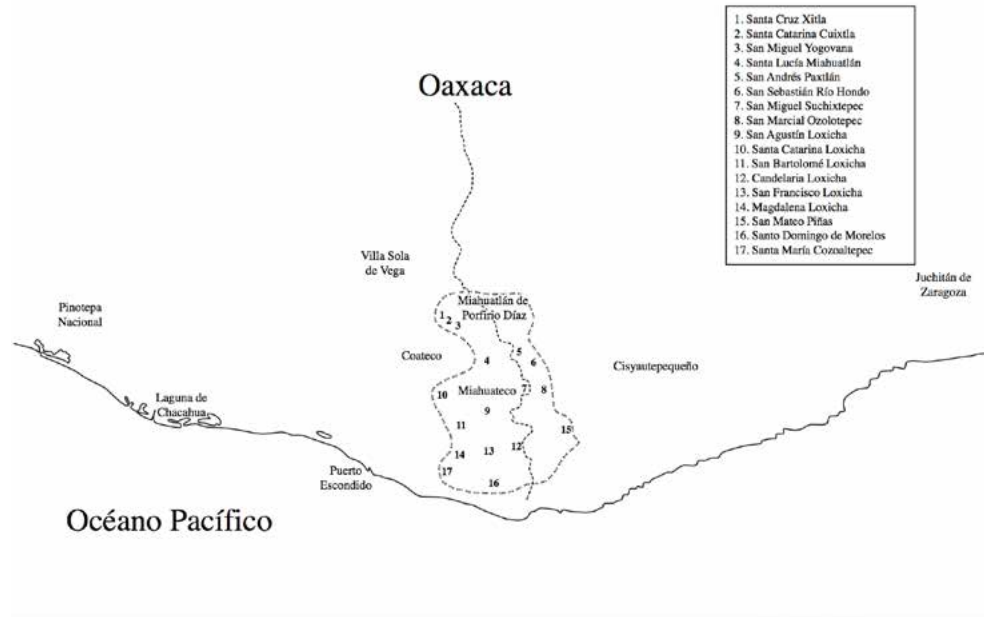 1. Santa Cruz Xitla
2. Santa Catarina Cuixtla
3. San Miguel Yogovana
4. Santa Lucía Miahuatlán
5. San Andrés Paxtlán
6. San Sebastián Río Hondo
7. San Miguel Suchixtepec
8. San Marcial Ozolotepec
9. San Agustín Loxicha
10. Santa Catarina Loxicha
11. San Bartolomé Loxicha
12. Candelaria Loxicha
13. San Francisco Loxicha
14. Magdalena Loxicha
15. San Mateo Piñas
16. Santo Domingo de Morelos
17. Santa María Cozoaltepec
Oaxaca
Villa Sola
de Vega
Juchitán de
Zaragoza
Pinotepa
Nacional
Miahuatlán de
Porfirio Díaz
1
2
3
Coateco
4
5
6
Cisyautepequeño
Miahuateco
7
8
10
Laguna de
Chacahua
9
11
15
14
13
12
Puerto
Escondido
17
16
Océano Pacífico